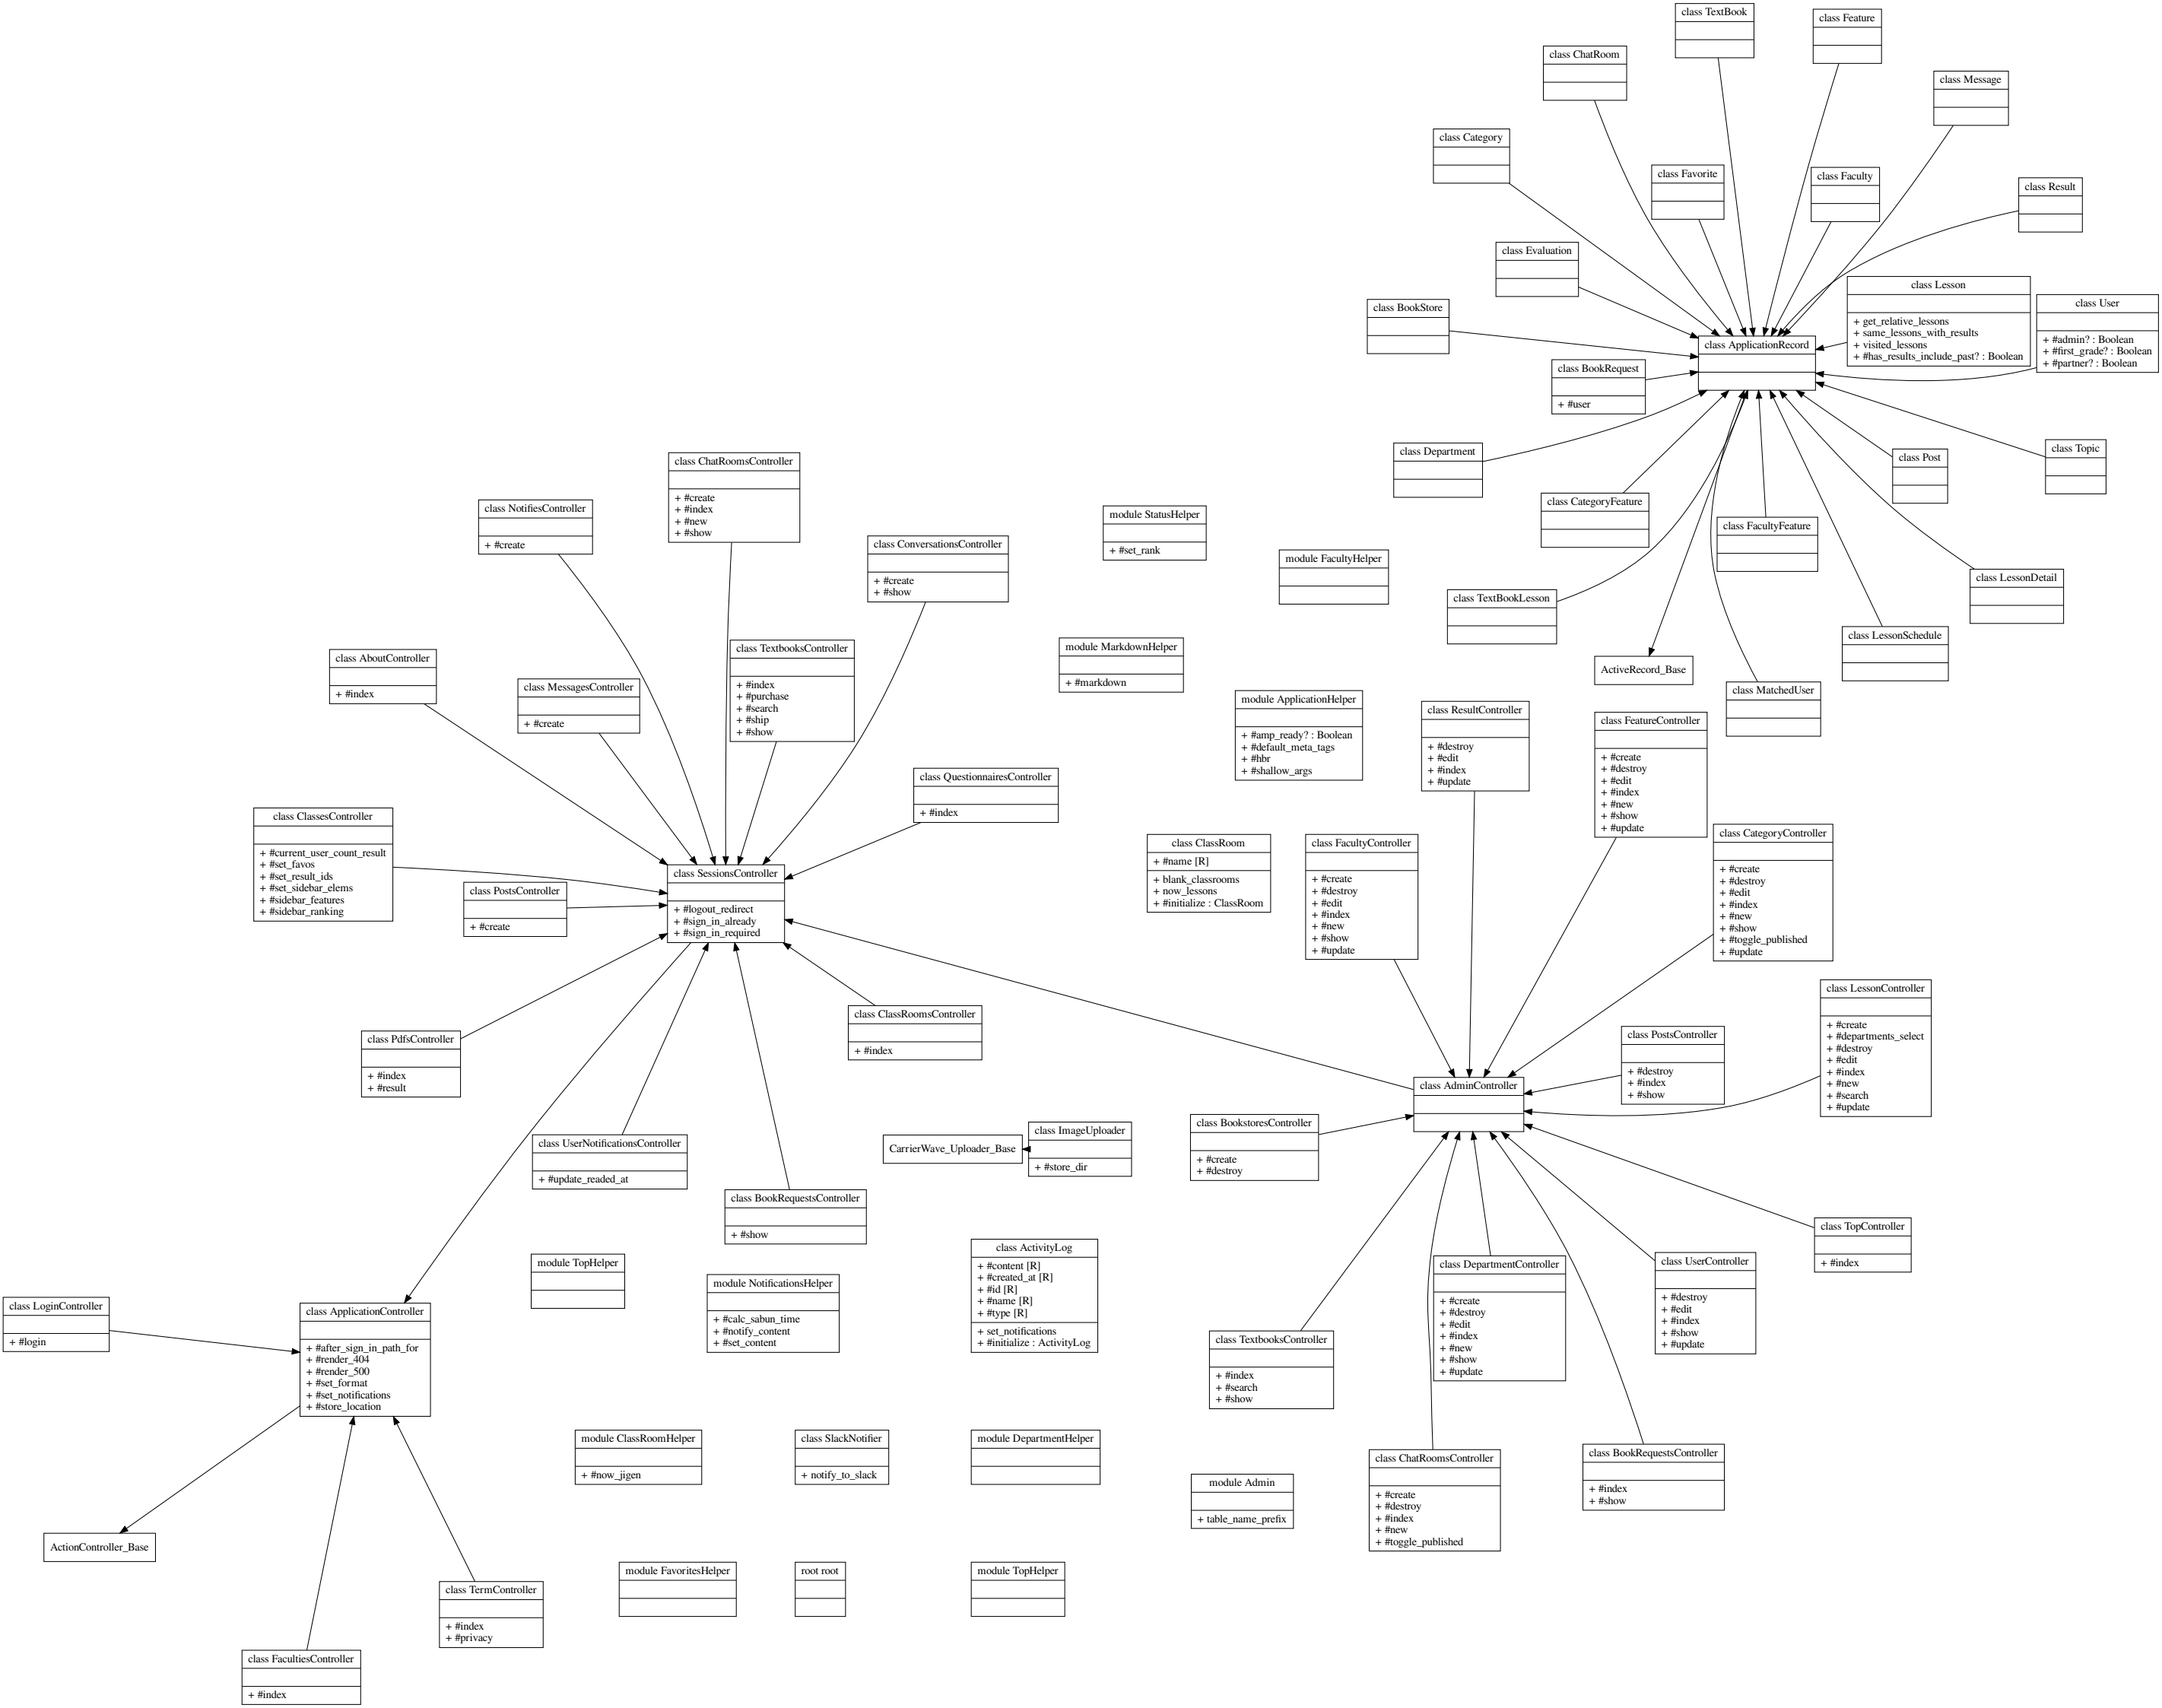 class TextBook
class Feature
class ChatRoom
class Message
class Category
class Favorite
class Faculty
class Result
class Evaluation
class Lesson
+ get_relative_lessons
+ same_lessons_with_results
+ visited_lessons
+ #has_results_include_past? : Boolean
class User
+ #admin? : Boolean
+ #first_grade? : Boolean
+ #partner? : Boolean
class BookStore
class ApplicationRecord
class BookRequest
+ #user
class Department
class Post
class Topic
class CategoryFeature
class FacultyFeature
class LessonDetail
class TextBookLesson
class LessonSchedule
ActiveRecord_Base
class MatchedUser
class ChatRoomsController
+ #create
+ #index
+ #new
+ #show
class NotifiesController
+ #create
class ConversationsController
+ #create
+ #show
module StatusHelper
+ #set_rank
module FacultyHelper
class AboutController
+ #index
class MessagesController
+ #create
class TextbooksController
+ #index
+ #purchase
+ #search
+ #ship
+ #show
module MarkdownHelper
+ #markdown
module ApplicationHelper
+ #amp_ready? : Boolean
+ #default_meta_tags
+ #hbr
+ #shallow_args
class ResultController
+ #destroy
+ #edit
+ #index
+ #update
class FeatureController
+ #create
+ #destroy
+ #edit
+ #index
+ #new
+ #show
+ #update
class QuestionnairesController
+ #index
class ClassesController
+ #current_user_count_result
+ #set_favos
+ #set_result_ids
+ #set_sidebar_elems
+ #sidebar_features
+ #sidebar_ranking
class PostsController
+ #create
class SessionsController
+ #logout_redirect
+ #sign_in_already
+ #sign_in_required
class ClassRoom
+ #name [R]
+ blank_classrooms
+ now_lessons
+ #initialize : ClassRoom
class FacultyController
+ #create
+ #destroy
+ #edit
+ #index
+ #new
+ #show
+ #update
class CategoryController
+ #create
+ #destroy
+ #edit
+ #index
+ #new
+ #show
+ #toggle_published
+ #update
class LessonController
+ #create
+ #departments_select
+ #destroy
+ #edit
+ #index
+ #new
+ #search
+ #update
class PdfsController
+ #index
+ #result
class ClassRoomsController
+ #index
class PostsController
+ #destroy
+ #index
+ #show
class AdminController
class UserNotificationsController
+ #update_readed_at
CarrierWave_Uploader_Base
class ImageUploader
+ #store_dir
class BookstoresController
+ #create
+ #destroy
class BookRequestsController
+ #show
class TopController
+ #index
module TopHelper
module NotificationsHelper
+ #calc_sabun_time
+ #notify_content
+ #set_content
class ActivityLog
+ #content [R]
+ #created_at [R]
+ #id [R]
+ #name [R]
+ #type [R]
+ set_notifications
+ #initialize : ActivityLog
class DepartmentController
+ #create
+ #destroy
+ #edit
+ #index
+ #new
+ #show
+ #update
class UserController
+ #destroy
+ #edit
+ #index
+ #show
+ #update
class LoginController
+ #login
class ApplicationController
+ #after_sign_in_path_for
+ #render_404
+ #render_500
+ #set_format
+ #set_notifications
+ #store_location
class TextbooksController
+ #index
+ #search
+ #show
module ClassRoomHelper
+ #now_jigen
class SlackNotifier
+ notify_to_slack
module DepartmentHelper
module Admin
+ table_name_prefix
class ChatRoomsController
+ #create
+ #destroy
+ #index
+ #new
+ #toggle_published
class BookRequestsController
+ #index
+ #show
ActionController_Base
class TermController
+ #index
+ #privacy
module FavoritesHelper
root root
module TopHelper
class FacultiesController
+ #index